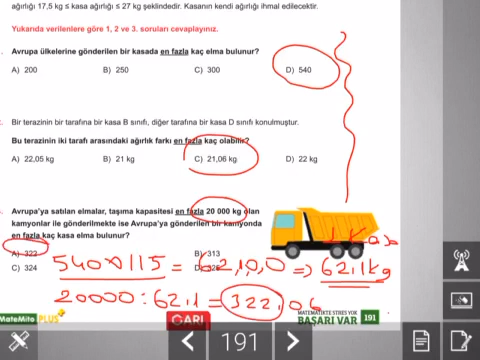 ağırlığı 17,5 kg ≤ kasa ağırlığı ≤ 27 kg şeklindedir. Kasanın kendi ağırlığı ihmal edilecektir.
Yukarıda verilenlere göre 1, 2 ve 3. soruları cevaplayınız.
Avrupa ülkelerine gönderilen bir kasada en fazla kaç elma bulunur?
A) 200 B) 250 C) 300 D) 540
Bir terazinin bir tarafına bir kasa B sınıfı, diğer tarafına bir kasa D sınıfı konulmuştur.
Bu terazinin iki tarafı arasındaki ağırlık farkı en fazla kaç olabilir?
A) 22,05 kg B) 21 kg C) 21,06 kg D) 22 kg
Avrupa'ya satılan elmalar, taşıma kapasitesi en fazla 20 000 kg olan
kamyonlar ile gönderilmekte ise Avrupa'ya gönderilen bir kamyonda
en fazla kaç kasa elma bulunur?
A) 322 B) 313
C) 324 D) 326
540x115 = 62100 => 62.1kg
20000:62.1=322,06
MateMito PLUS
ÇARI
MATEMATİKTE STRES YOK
BAŞARI VAR 191
191